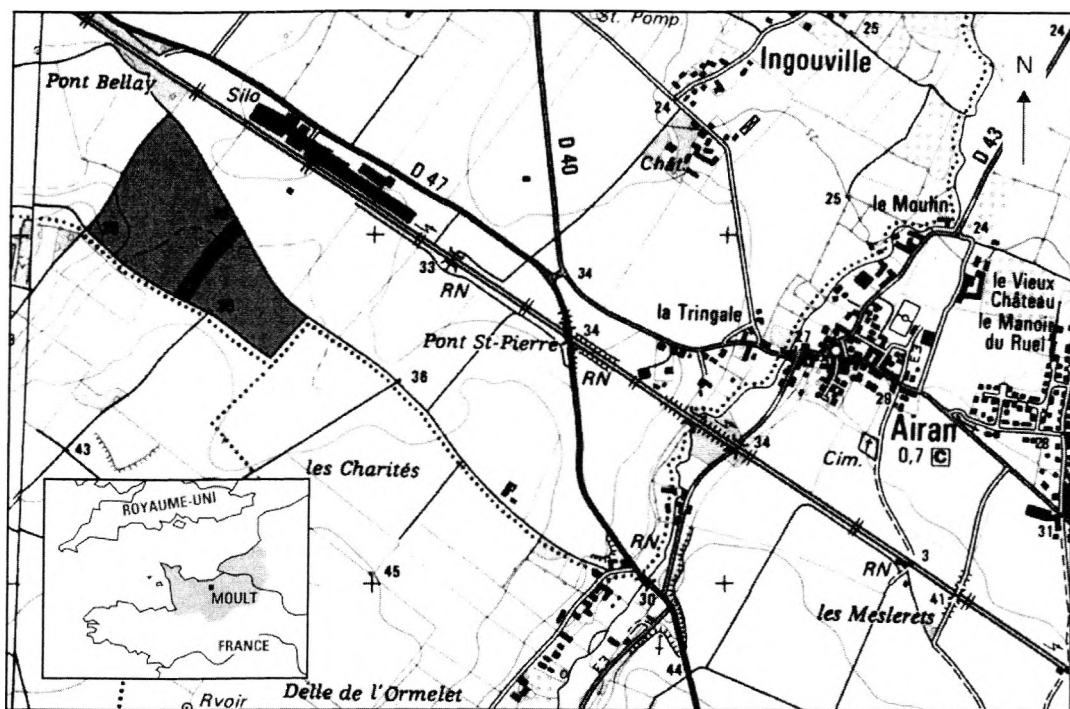 St. Pomp.
25
24
Ingouville
N
Pont Bellay
Silo
24
D 47
D 40
Chât.
D 43
25
le Moulin
24
33
RN
34
le Vieux
Château
le Manoir
du Ruel
la Tringale
34
Pont St-Pierre
RN
27
28
36
34
Airan
0,7 C
Cim.
28
43
les Charités
31
ROYAUME-UNI
MOULT
FRANCE
RN
45
30
3
RN
41
les Meslerets
44
Delle de l'Ormelet
Rvoir